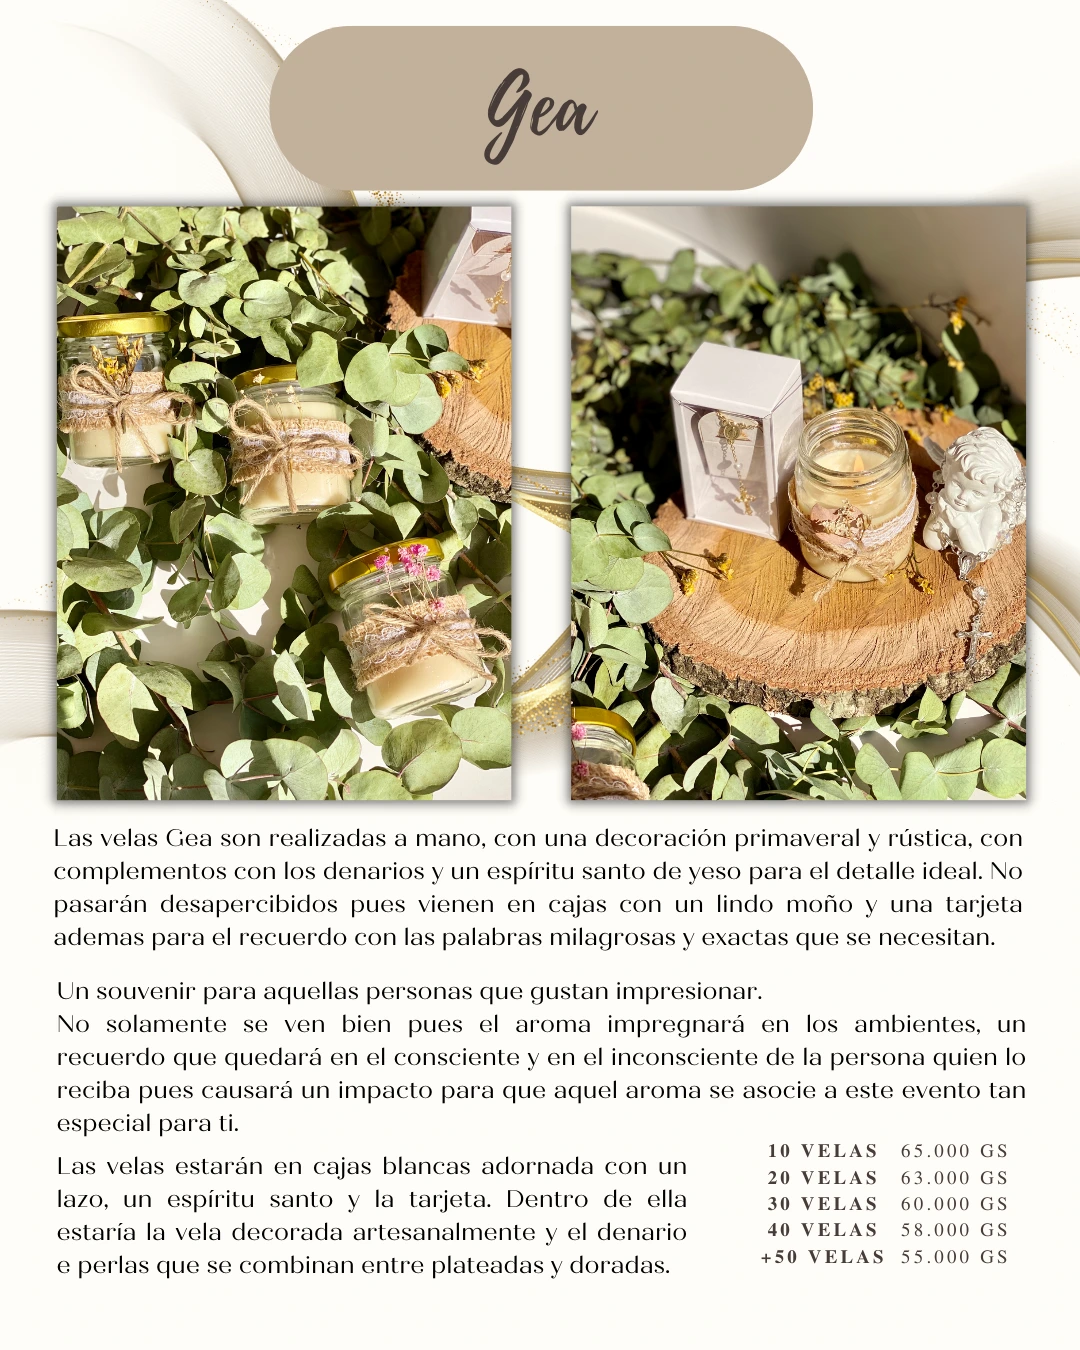 Gea
Las velas Gea son realizadas a mano, con una decoración primaveral y rústica, con
complementos con los denarios y un espíritu santo de yeso para el detalle ideal. No
pasarán desapercibidos pues vienen en cajas con un lindo moño y una tarjeta
ademas para el recuerdo con las palabras milagrosas y exactas que se necesitan.
Un souvenir para aquellas personas que gustan impresionar.
No solamente se ven bien pues el aroma impregnará en los ambientes, un
recuerdo que quedará en el consciente y en el inconsciente de la persona quien lo
reciba pues causará un impacto para que aquel aroma se asocie a este evento tan
especial para ti.
Las velas estarán en cajas blancas adornada con un
lazo, un espíritu santo y la tarjeta. Dentro de ella
estaría la vela decorada artesanalmente y el denario
e perlas que se combinan entre plateadas y doradas.
10 VELAS 65.000 GS
20 VELAS 63.000 GS
30 VELAS 60.000 GS
40 VELAS 58.000 GS
+50 VELAS 55.000 GS